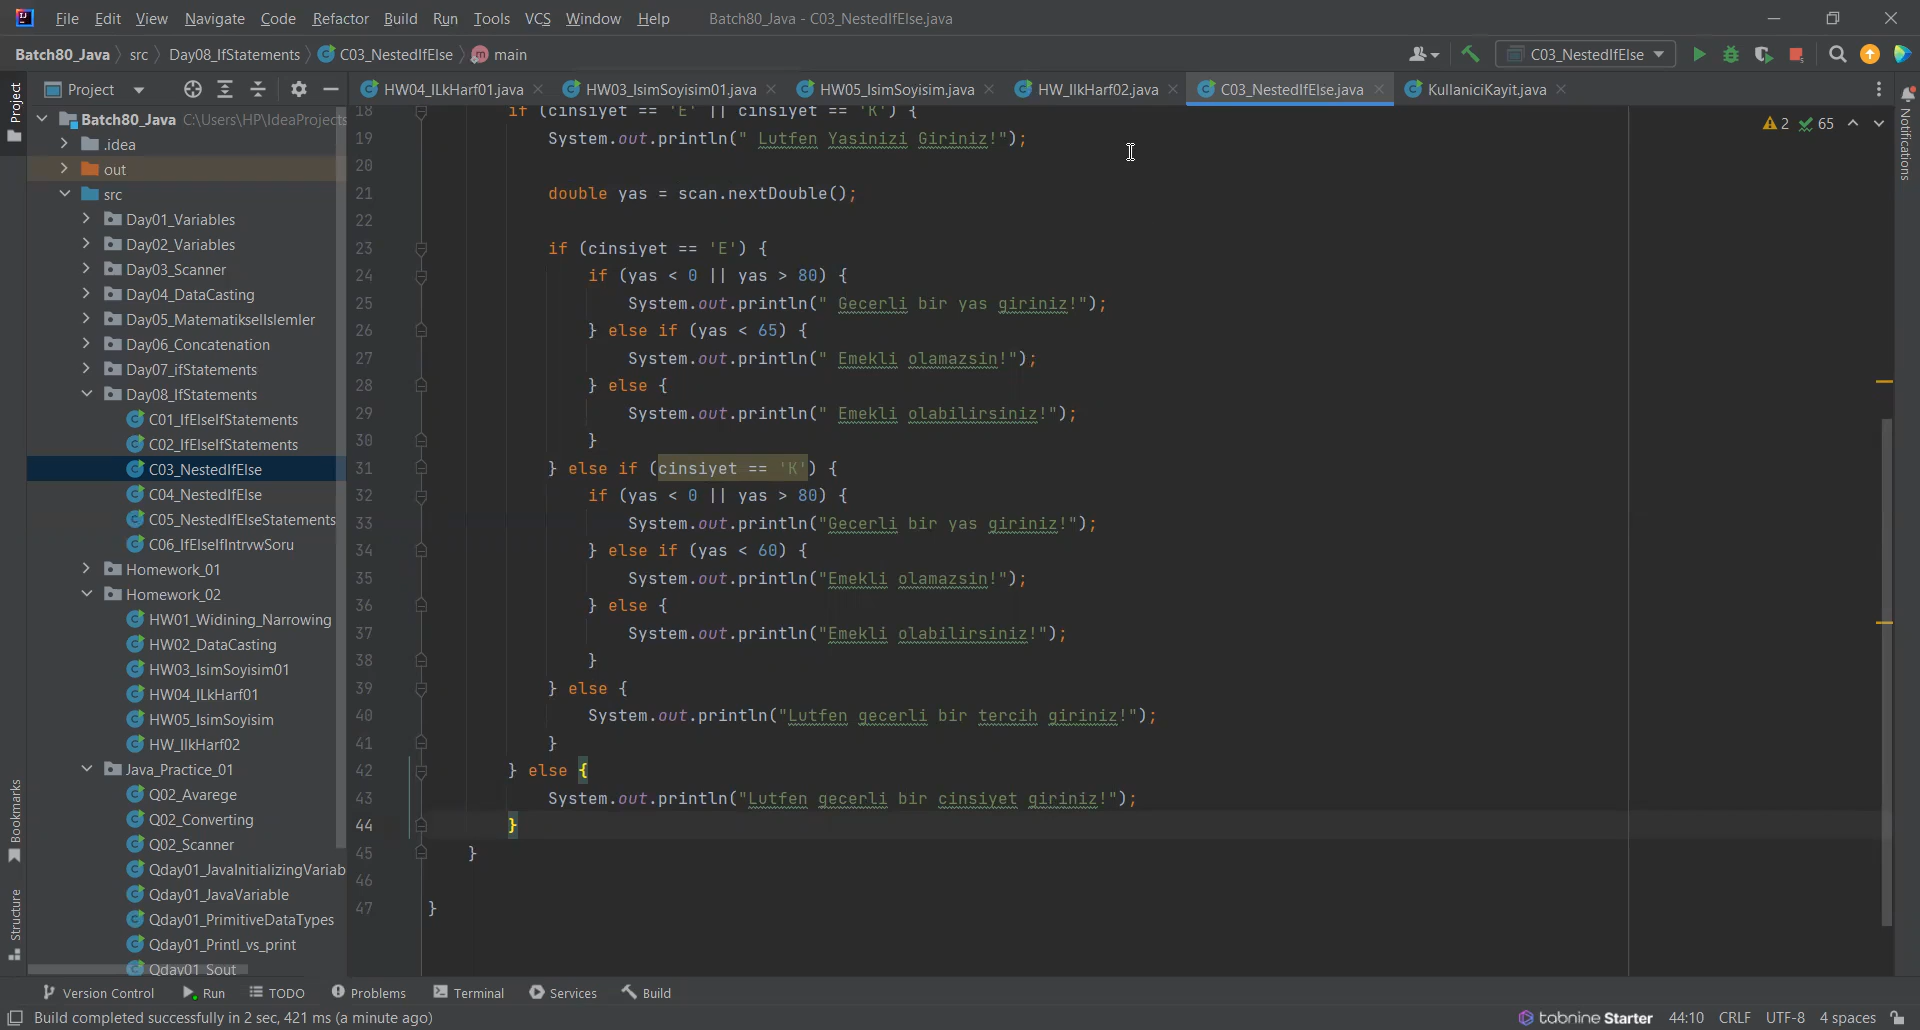 File Edit View Navigate Code Refactor Build Run Tools VCS Window Help Batch80_Java - C03_NestedIfElse.java
Batch80_Java src Day08_IfStatements C03_NestedIfElse main C03_NestedIfElse
Project HW04_ILkHarf01.java HW03_IsimSoyisim01.java HW05_IsimSoyisim.java HW_IlkHarf02.java C03_NestedIfElse.java KullaniciKayit.java
Project
Notifications
Bookmarks
Structure
2 65
Batch80_Java C:\Users\HP\IdeaProjects
.idea
out
src
Day01_Variables
Day02_Variables
Day03_Scanner
Day04_DataCasting
Day05_MatematikselIslemler
Day06_Concatenation
Day07_ifStatements
Day08_IfStatements
C01_IfElseIfStatements
C02_IfElseIfStatements
C03_NestedIfElse
C04_NestedIfElse
C05_NestedIfElseStatements
C06_IfElseIfIntrvwSoru
Homework_01
Homework_02
HW01_Widining_Narrowing
HW02_DataCasting
HW03_IsimSoyisim01
HW04_ILkHarf01
HW05_IsimSoyisim
HW_IlkHarf02
Java_Practice_01
Q02_Avarege
Q02_Converting
Q02_Scanner
Qday01_JavaInitializingVariab
Qday01_JavaVariable
Qday01_PrimitiveDataTypes
Qday01_Printl_vs_print
Qday01_Sout
18 if (cinsiyet == 'E' || cinsiyet == 'K') {
19 System.out.println(" Lutfen Yasinizi Giriniz!");
20
21 double yas = scan.nextDouble();
22
23 if (cinsiyet == 'E') {
24 if (yas < 0 || yas > 80) {
25 System.out.println(" Gecerli bir yas giriniz!");
26 } else if (yas < 65) {
27 System.out.println(" Emekli olamazsin!");
28 } else {
29 System.out.println(" Emekli olabilirsiniz!");
30 }
31 } else if (cinsiyet == 'K') {
32 if (yas < 0 || yas > 80) {
33 System.out.println("Gecerli bir yas giriniz!");
34 } else if (yas < 60) {
35 System.out.println("Emekli olamazsin!");
36 } else {
37 System.out.println("Emekli olabilirsiniz!");
38 }
39 } else {
40 System.out.println("Lutfen gecerli bir tercih giriniz!");
41 }
42 } else {
43 System.out.println("Lutfen gecerli bir cinsiyet giriniz!");
44 }
45 }
46
47 }
Version Control Run TODO Problems Terminal Services Build
Build completed successfully in 2 sec, 421 ms (a minute ago) tabnine Starter 44:10 CRLF UTF-8 4 spaces